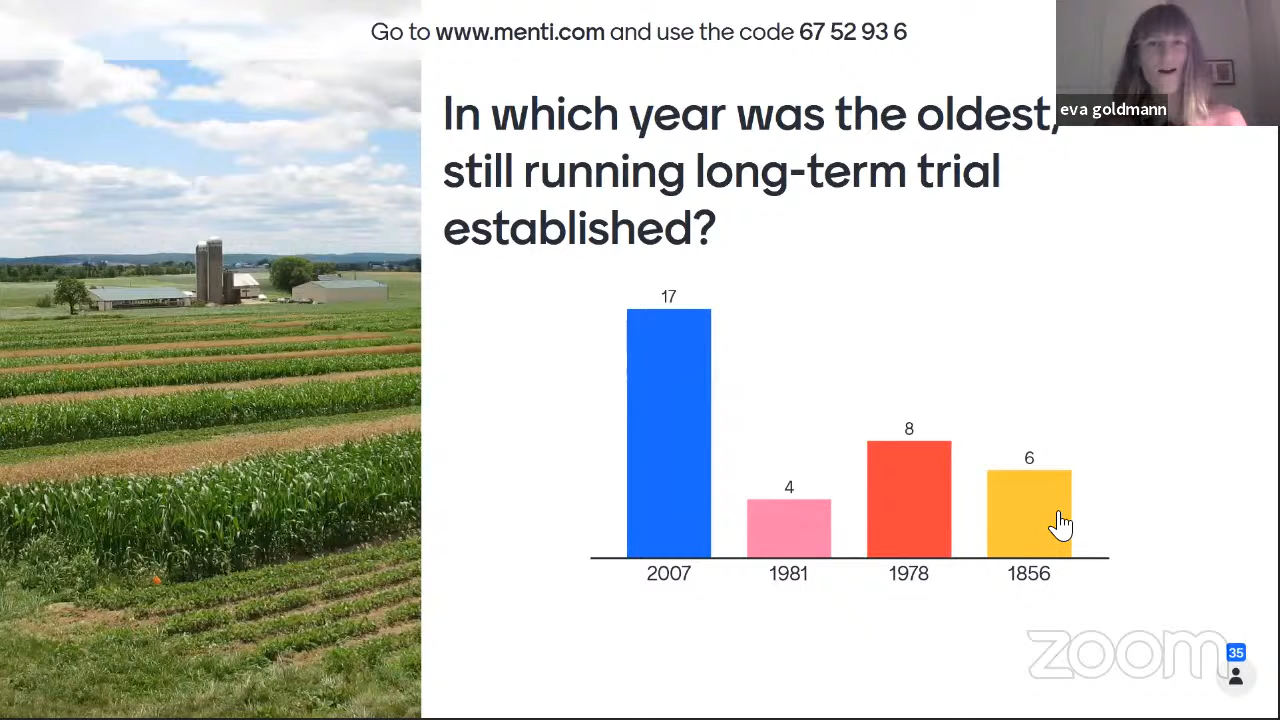 Go to www.menti.com and use the code 67 52 93 6
eva goldmann
In which year was the oldest,
still running long-term trial
established?
17
4
8
6
2007
1981
1978
1856
zoom
35